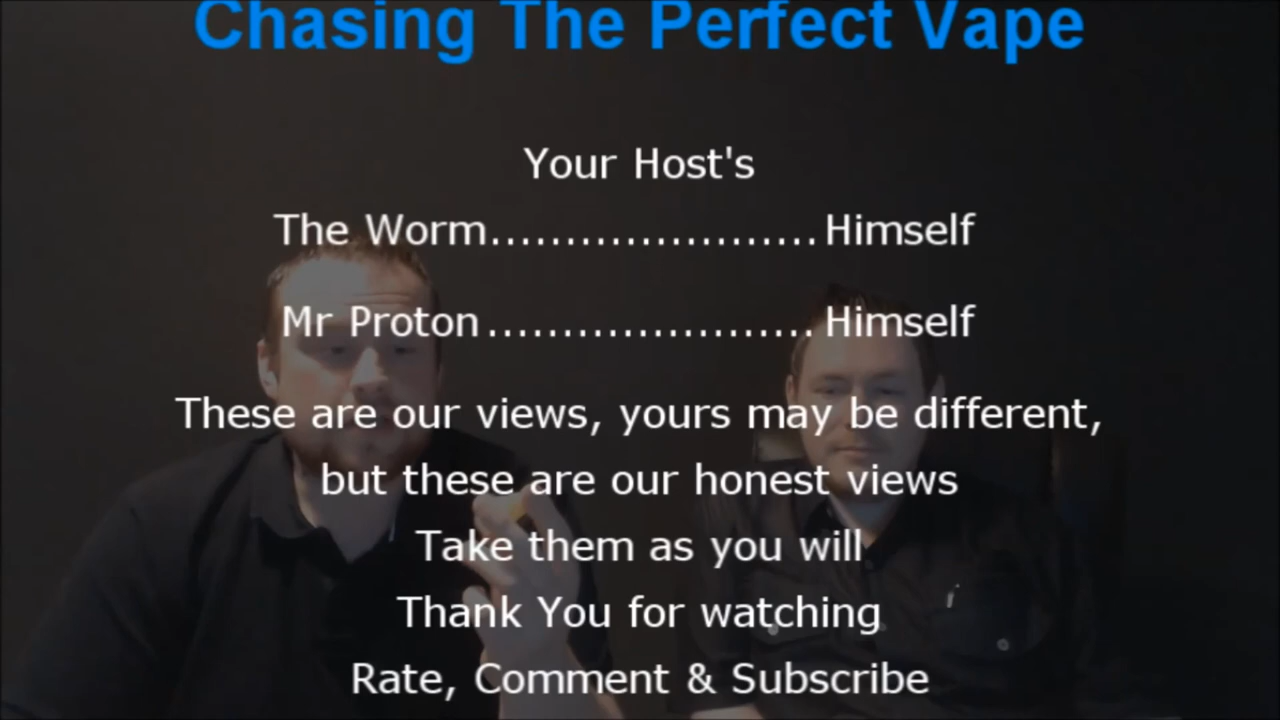 Chasing The Perfect Vape
Your Host's
The Worm......................Himself
Mr Proton......................Himself
These are our views, yours may be different,
but these are our honest views
Take them as you will
Thank You for watching
Rate, Comment & Subscribe